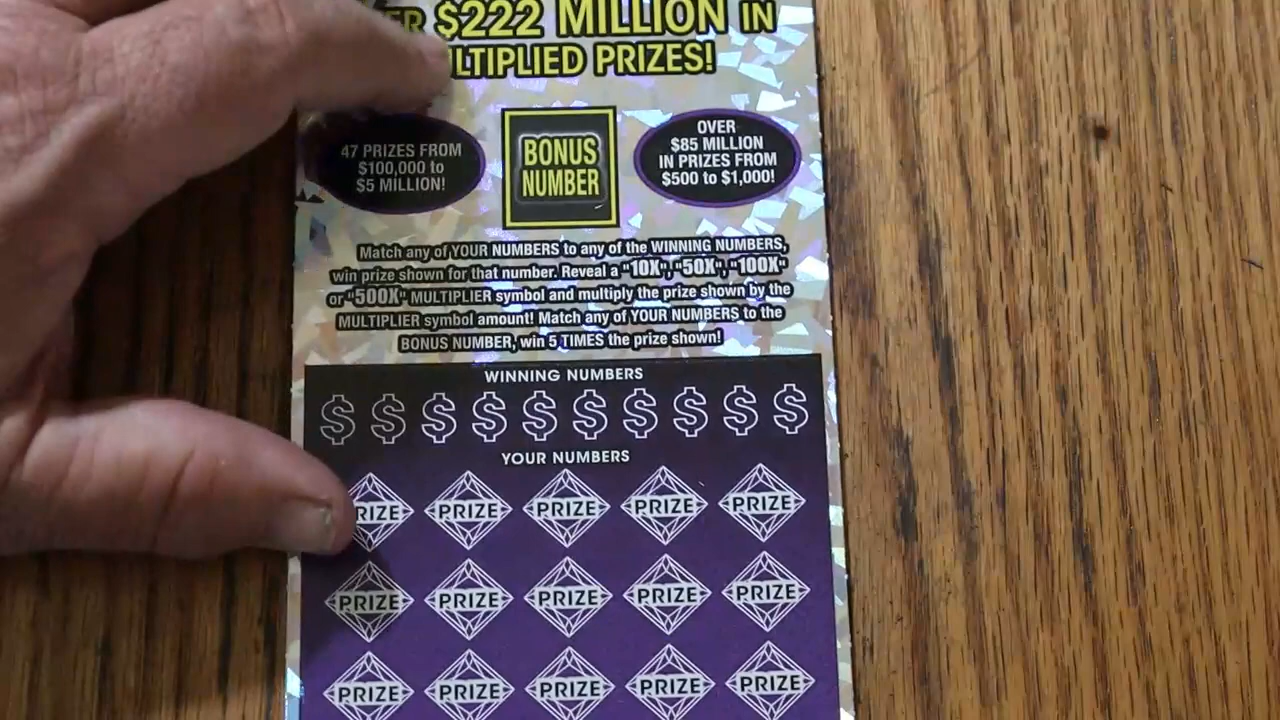 $222 MILLION IN
PRIZES!
47 PRIZES FROM
$100,000 to
$5 MILLION!
BONUS
NUMBER
OVER
$85 MILLION
IN PRIZES FROM
$500 to $1,000!
Match any of YOUR NUMBERS to any of the WINNING NUMBERS,
win prize shown for that number. Reveal a "10X", "50X", "100X"
or "500X" MULTIPLIER symbol and multiply the prize shown by the
MULTIPLIER symbol amount! Match any of YOUR NUMBERS to the
BONUS NUMBER, win 5 TIMES the prize shown!
WINNING NUMBERS
$ $ $ $ $ $ $ $ $ $
YOUR NUMBERS
PRIZE PRIZE PRIZE PRIZE
PRIZE PRIZE PRIZE PRIZE PRIZE
PRIZE PRIZE PRIZE PRIZE PRIZE